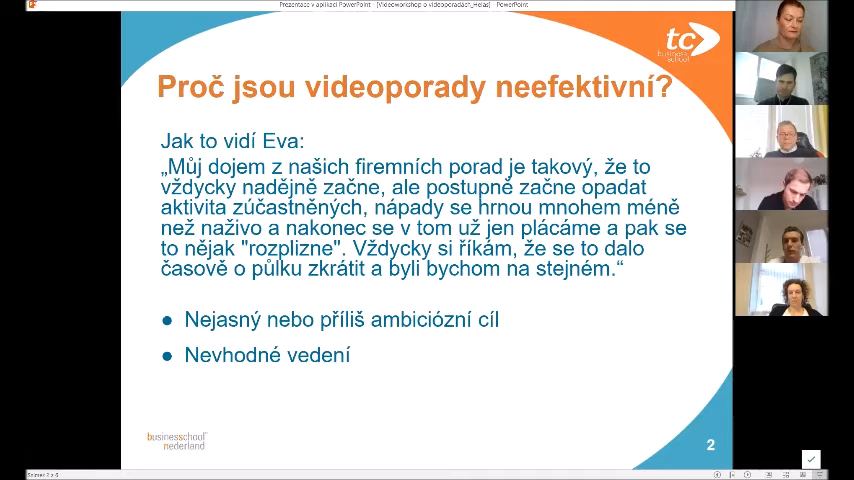 Prezentace v aplikaci PowerPoint - [Videoworkshop o videoporadách_Helas] - PowerPoint
tc
business
school
Proč jsou videoporady neefektivní?
Jak to vidí Eva:
„Můj dojem z našich firemních porad je takový, že to
vždycky nadějně začne, ale postupně začne opadat
aktivita zúčastněných, nápady se hrnou mnohem méně
než naživo a nakonec se v tom už jen plácáme a pak se
to nějak "rozplizne". Vždycky si říkám, že se to dalo
časově o půlku zkrátit a byli bychom na stejném.“
● Nejasný nebo příliš ambiciózní cíl
● Nevhodné vedení
businesschool
nederland
2
Snímek 2 z 6